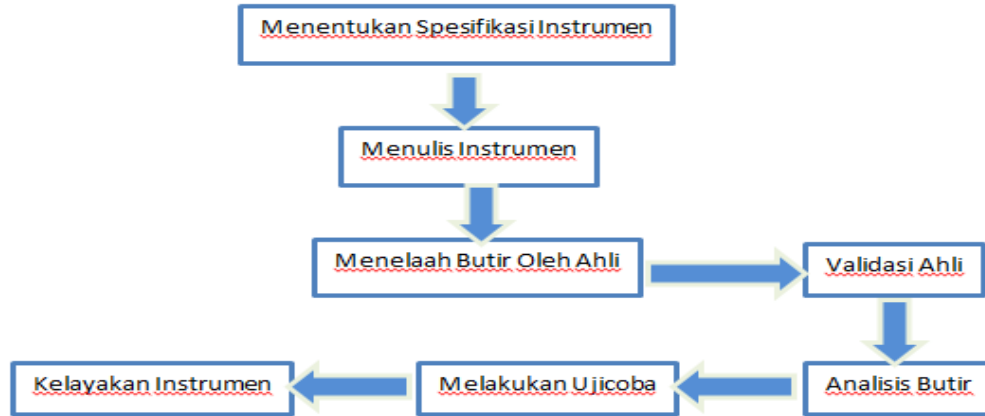 Menentukan Spesifikasi Instrumen
Menulis Instrumen
Menelaah Butir Oleh Ahli
Validasi Ahli
Analisis Butir
Melakukan Ujicoba
Kelayakan Instrumen